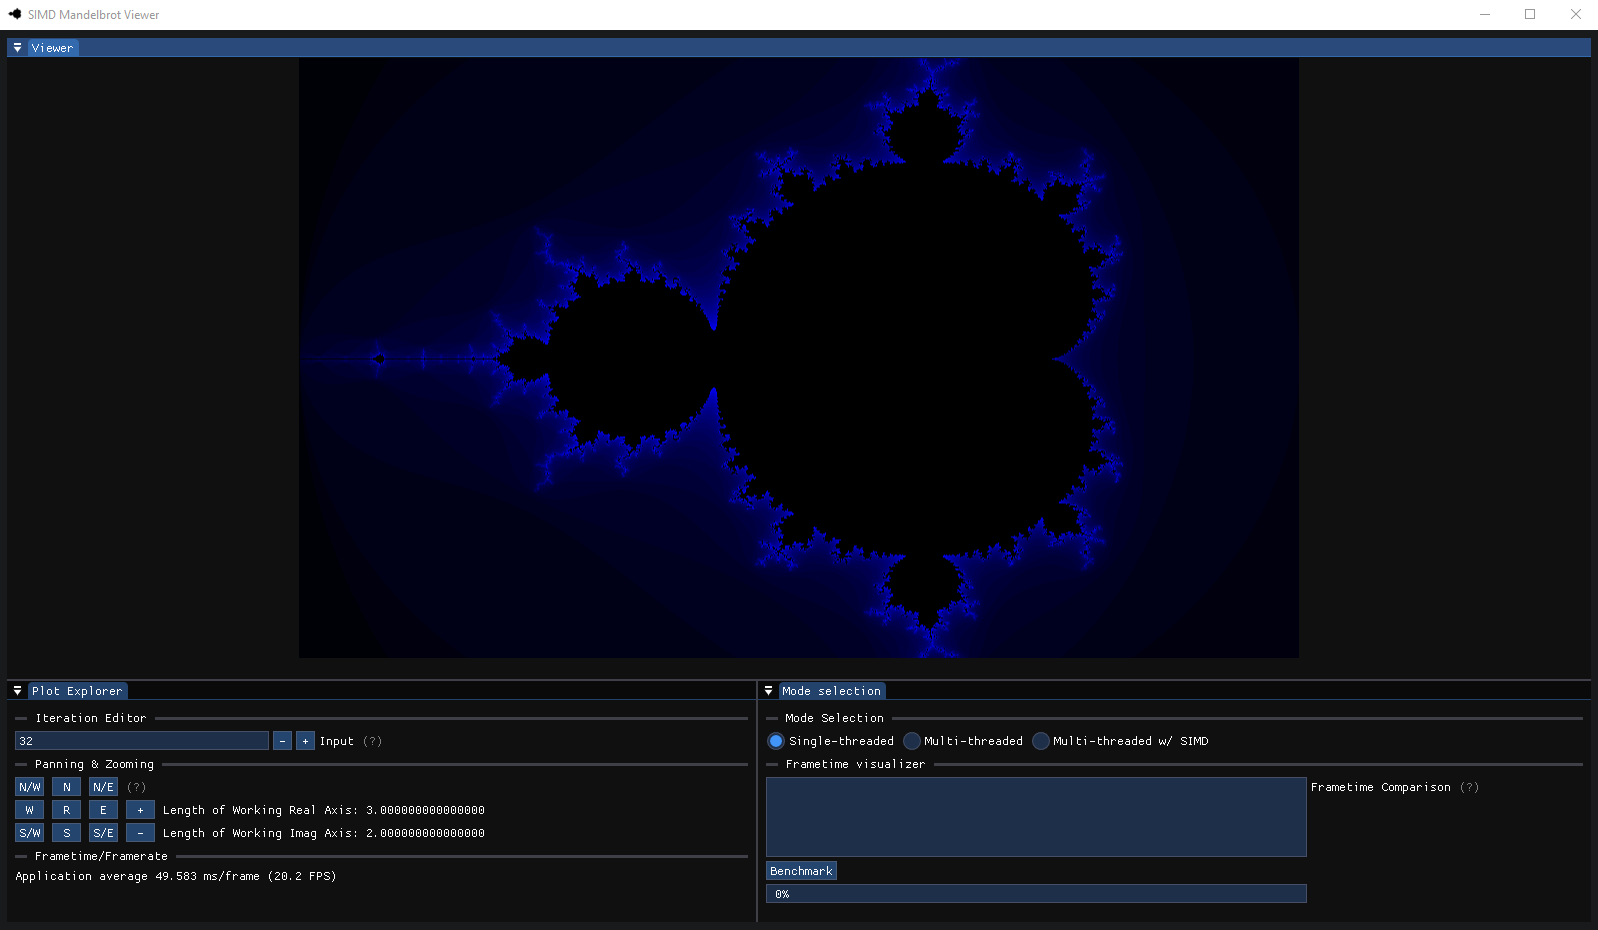 SIMD Mandelbrot Viewer
Viewer
Plot Explorer
Iteration Editor
32 - + Input (?)
Panning & Zooming
N/W N N/E (?)
W R E + Length of Working Real Axis: 3.000000000000000
S/W S S/E - Length of Working Imag Axis: 2.000000000000000
Frametime/Framerate
Application average 49.583 ms/frame (20.2 FPS)
Mode selection
Mode Selection
Single-threaded Multi-threaded Multi-threaded w/ SIMD
Frametime visualizer
Frametime Comparison (?)
Benchmark
0%